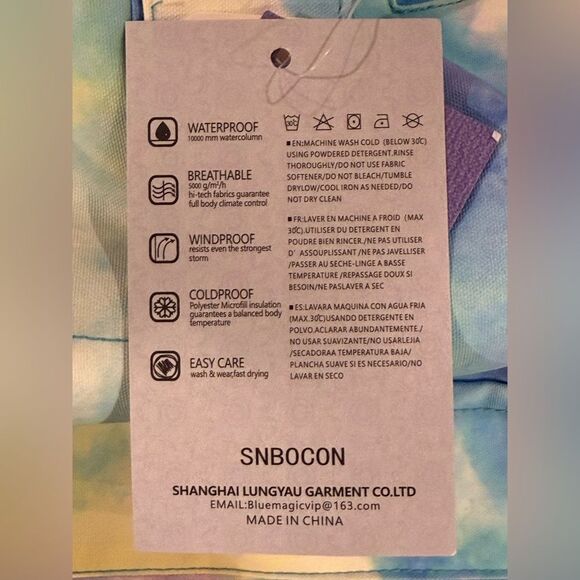 WATERPROOF
10000 mm watercolumn
BREATHABLE
5000 g/m²/h
hi-tech fabrics guarantee
full body climate control
WINDPROOF
resists even the strongest
storm
COLDPROOF
Polyester Microfill insulation
guarantees a balanced body
temperature
EASY CARE
wash & wear,fast drying
30℃
■EN:MACHINE WASH COLD (BELOW 30℃)
USING POWDERED DETERGENT.RINSE
THOROUGHLY/DO NOT USE FABRIC
SOFTENER/DO NOT BLEACH/TUMBLE
DRYLOW/COOL IRON AS NEEDED/DO
NOT DRY CLEAN
■FR:LAVER EN MACHINE A FROID (MAX
30℃).UTILISER DU DETERGENT EN
POUDRE BIEN RINCER./NE PAS UTILISER
D' ASSOUPLISSANT /NE PAS JAVELLISER
/PASSER AU SECHE-LINGE A BASSE
TEMPERATURE /REPASSAGE DOUX SI
BESOIN/NE PASLAVER A SEC
■ES:LAVARA MAQUINA CON AGUA FRIA
(MAX.30℃)USANDO DETERGENTE EN
POLVO.ACLARAR ABUNDANTEMENTE./
NO USAR SUAVIZANTE/NO USARLEJIA
/SECADORAA TEMPERATURA BAJA/
PLANCHA SUAVE SI ES NECESARIO/NO
LAVAR EN SECO
SNBOCON
SHANGHAI LUNGYAU GARMENT CO.LTD
EMAIL:Bluemagicvip@163.com
MADE IN CHINA